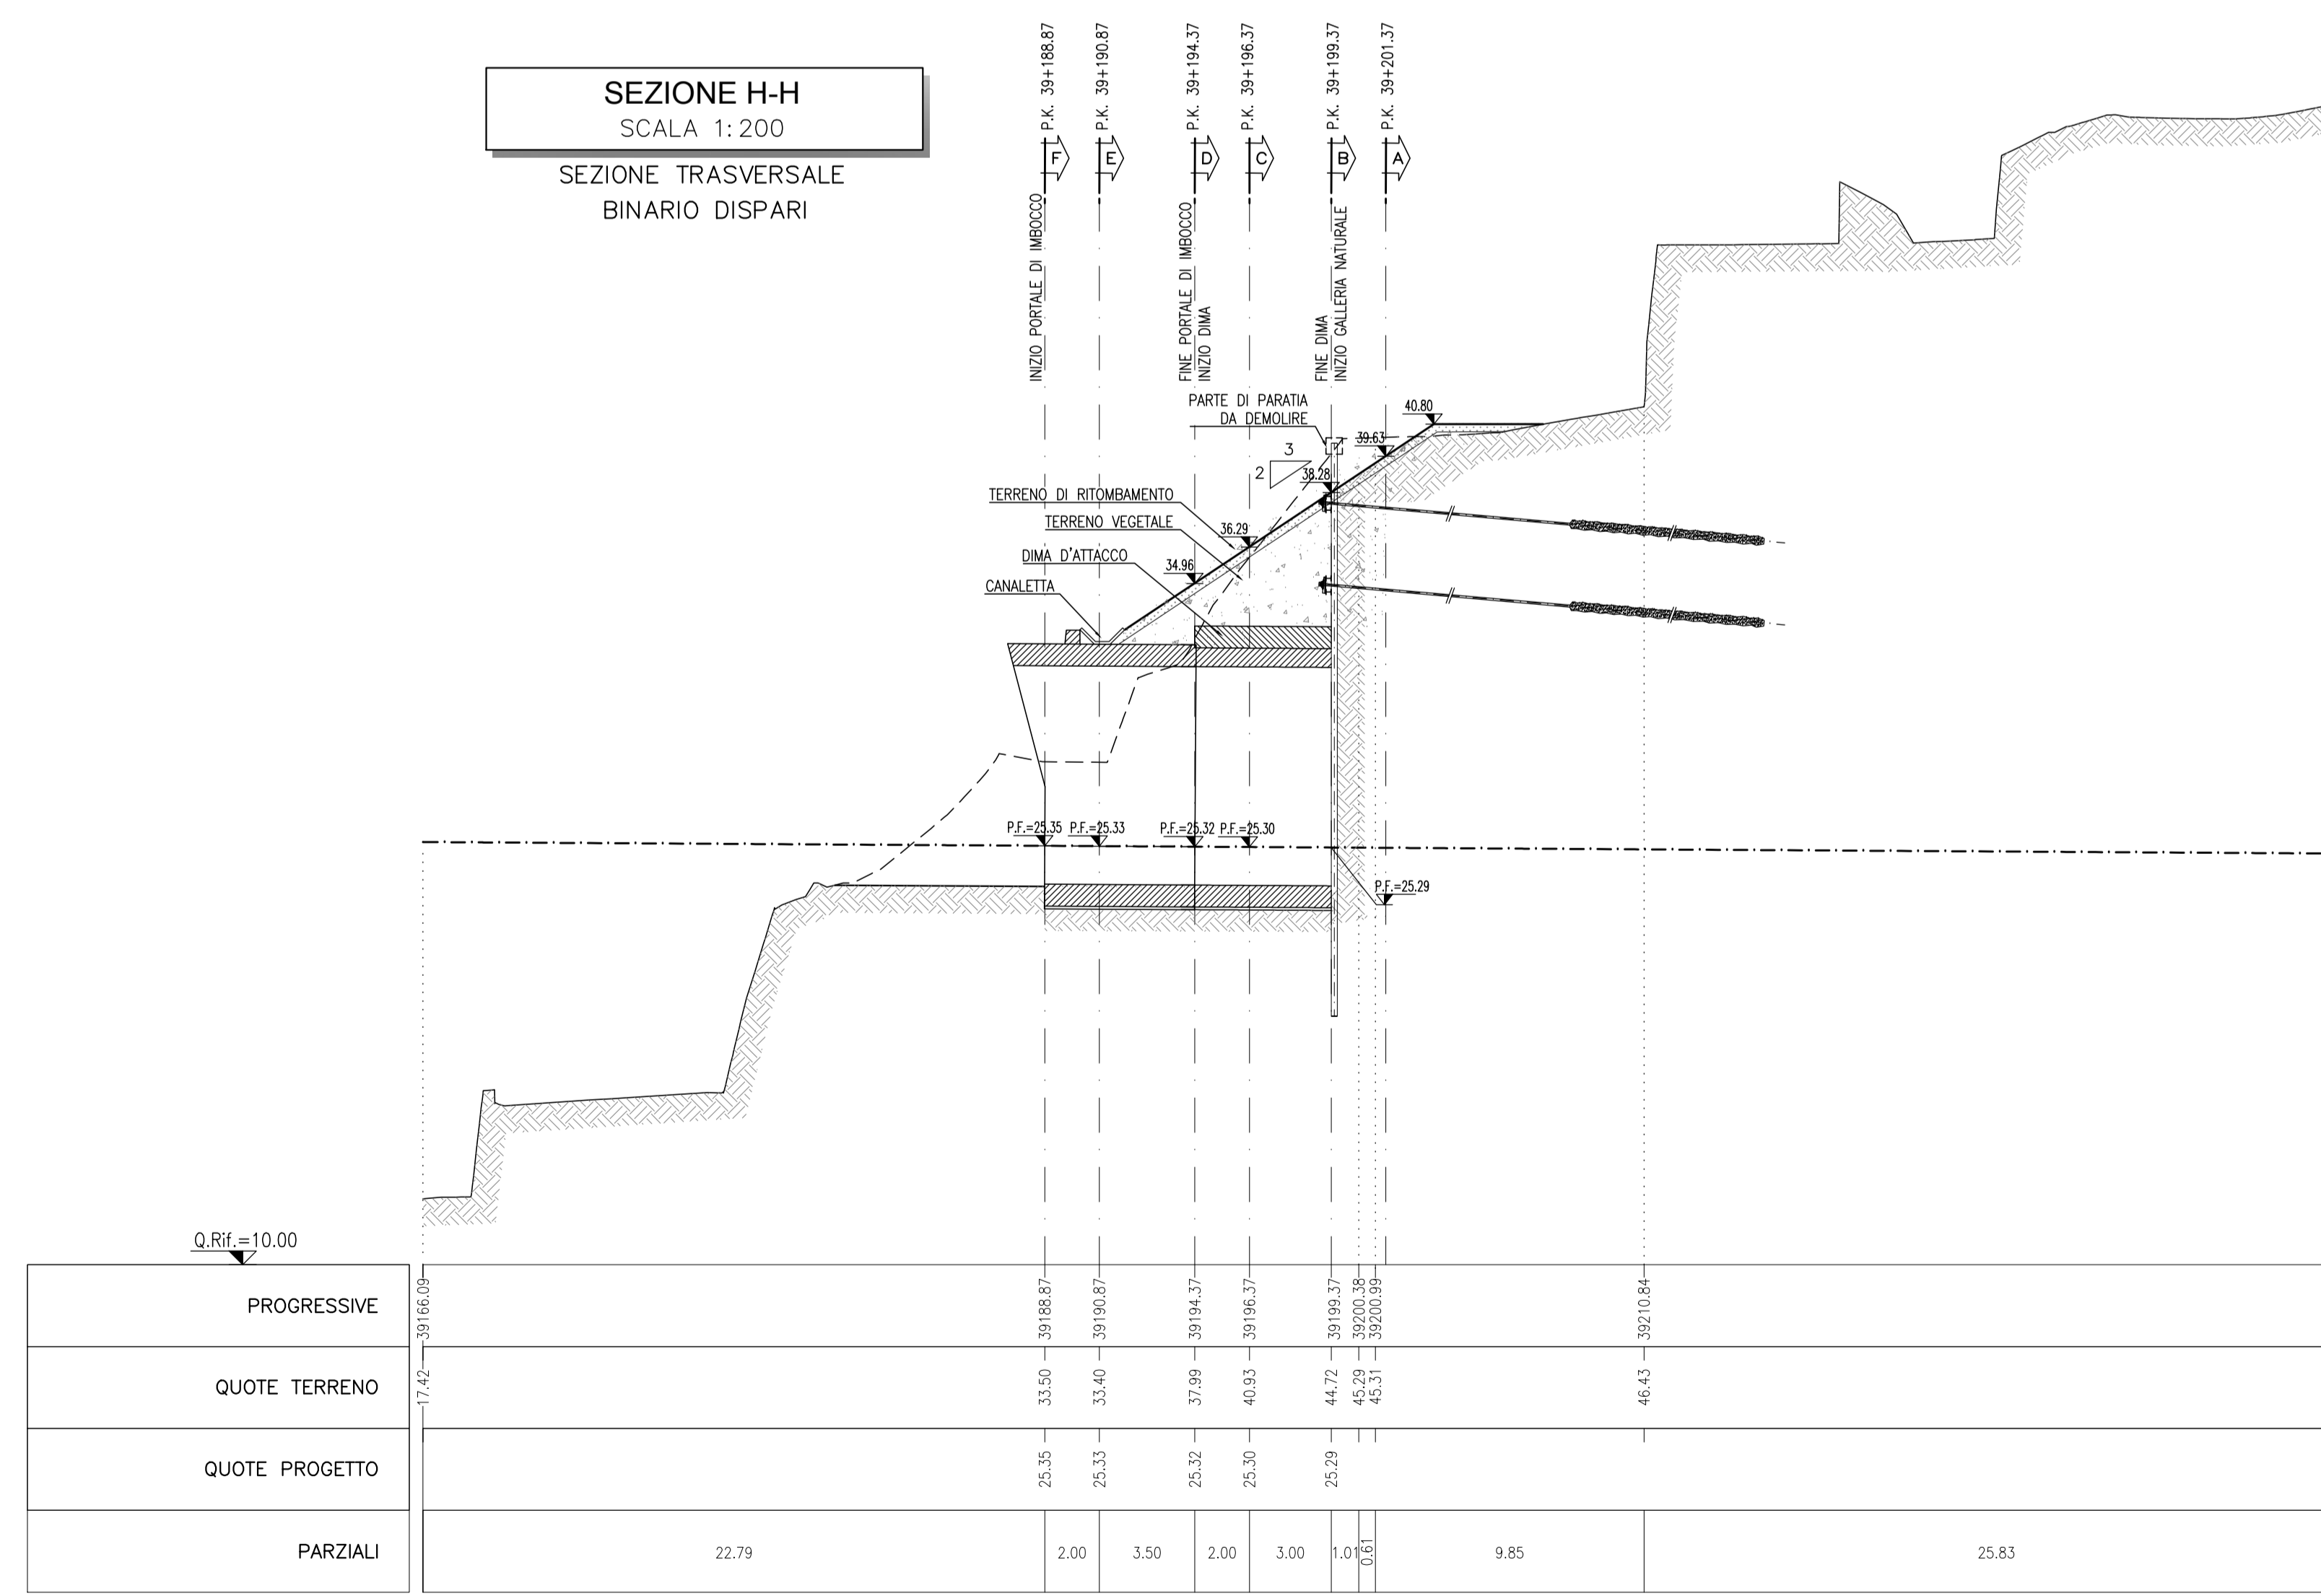 SEZIONE H-H
SCALA 1:200
SEZIONE TRASVERSALE
BINARIO DISPARI
P.K. 39+188.87
P.K. 39+190.87
P.K. 39+194.37
P.K. 39+196.37
P.K. 39+199.37
P.K. 39+201.37
F
E
D
C
B
A
INIZIO PORTALE DI IMBOCCO
FINE PORTALE DI IMBOCCO
INIZIO DIMA
FINE DIMA
INIZIO GALLERIA NATURALE
PARTE DI PARATIA
DA DEMOLIRE
40.80
39.63
3
2
38.28
TERRENO DI RITOMBAMENTO
TERRENO VEGETALE
36.29
DIMA D'ATTACCO
34.96
CANALETTA
P.F.=25.35
P.F.=25.33
P.F.=25.32
P.F.=25.30
P.F.=25.29
Q.Rif.=10.00
PROGRESSIVE
39166.09
39188.87
39190.87
39194.37
39196.37
39199.37
39200.38
39200.99
39210.84
QUOTE TERRENO
17.42
33.50
33.40
37.99
40.93
44.72
45.29
45.31
46.43
QUOTE PROGETTO
25.35
25.33
25.32
25.30
25.29
PARZIALI
22.79
2.00
3.50
2.00
3.00
1.01
0.61
9.85
25.83